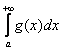 ∫_a^{+∞} g(x)dx